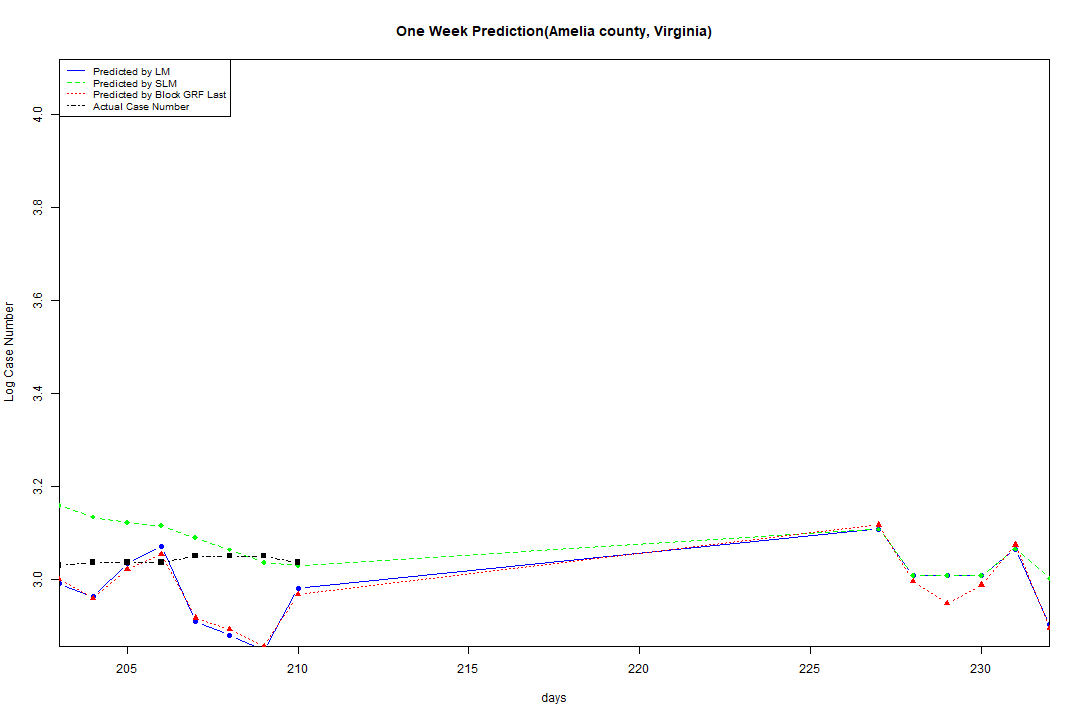 One Week Prediction(Amelia county, Virginia)
Predicted by LM
Predicted by SLM
Predicted by Block GRF Last
Actual Case Number
Log Case Number
4.0
3.8
3.6
3.4
3.2
3.0
205
210
215
220
225
230
days